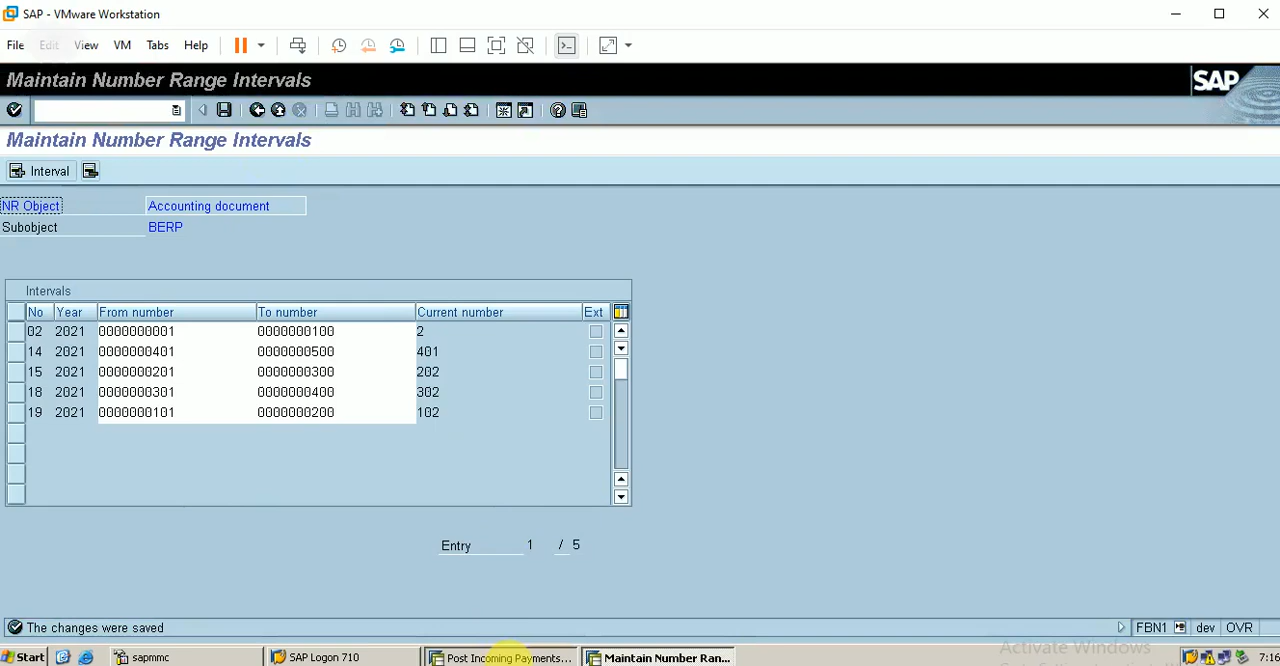 SAP - VMware Workstation
File Edit View VM Tabs Help
Maintain Number Range Intervals
SAP
Maintain Number Range Intervals
Interval
NR Object Accounting document
Subobject BERP
Intervals
No Year From number To number Current number Ext
02 2021 0000000001 0000000100 2
14 2021 0000000401 0000000500 401
15 2021 0000000201 0000000300 202
18 2021 0000000301 0000000400 302
19 2021 0000000101 0000000200 102
Entry 1 / 5
The changes were saved
FBN1 dev OVR
Activate Windows
Start sapmmc SAP Logon 720 Post Incoming Payments... Maintain Number Ran... 7:16